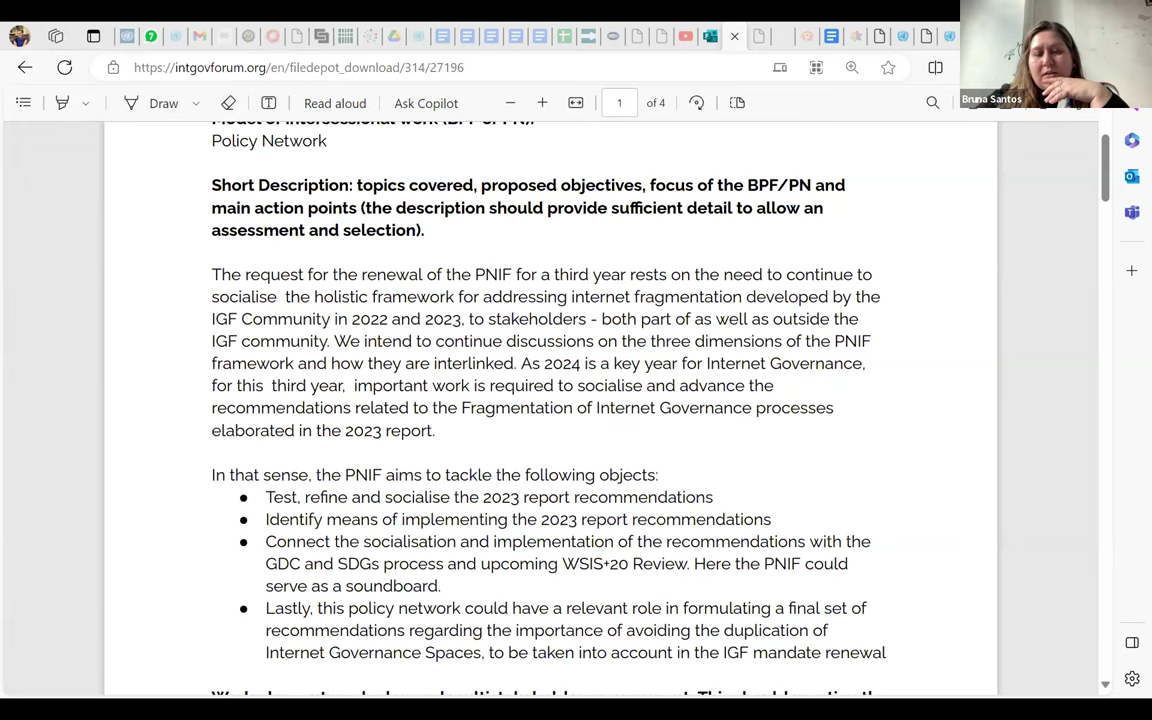 https://intgovforum.org/en/filedepot_download/314/27196
Draw
Read aloud
Ask Copilot
1
of 4
Bruna Santos
Policy Network
Short Description: topics covered, proposed objectives, focus of the BPF/PN and
main action points (the description should provide sufficient detail to allow an
assessment and selection).
The request for the renewal of the PNIF for a third year rests on the need to continue to
socialise the holistic framework for addressing internet fragmentation developed by the
IGF Community in 2022 and 2023, to stakeholders - both part of as well as outside the
IGF community. We intend to continue discussions on the three dimensions of the PNIF
framework and how they are interlinked. As 2024 is a key year for Internet Governance,
for this third year, important work is required to socialise and advance the
recommendations related to the Fragmentation of Internet Governance processes
elaborated in the 2023 report.
In that sense, the PNIF aims to tackle the following objects:
● Test, refine and socialise the 2023 report recommendations
● Identify means of implementing the 2023 report recommendations
● Connect the socialisation and implementation of the recommendations with the
GDC and SDGs process and upcoming WSIS+20 Review. Here the PNIF could
serve as a soundboard.
● Lastly, this policy network could have a relevant role in formulating a final set of
recommendations regarding the importance of avoiding the duplication of
Internet Governance Spaces, to be taken into account in the IGF mandate renewal